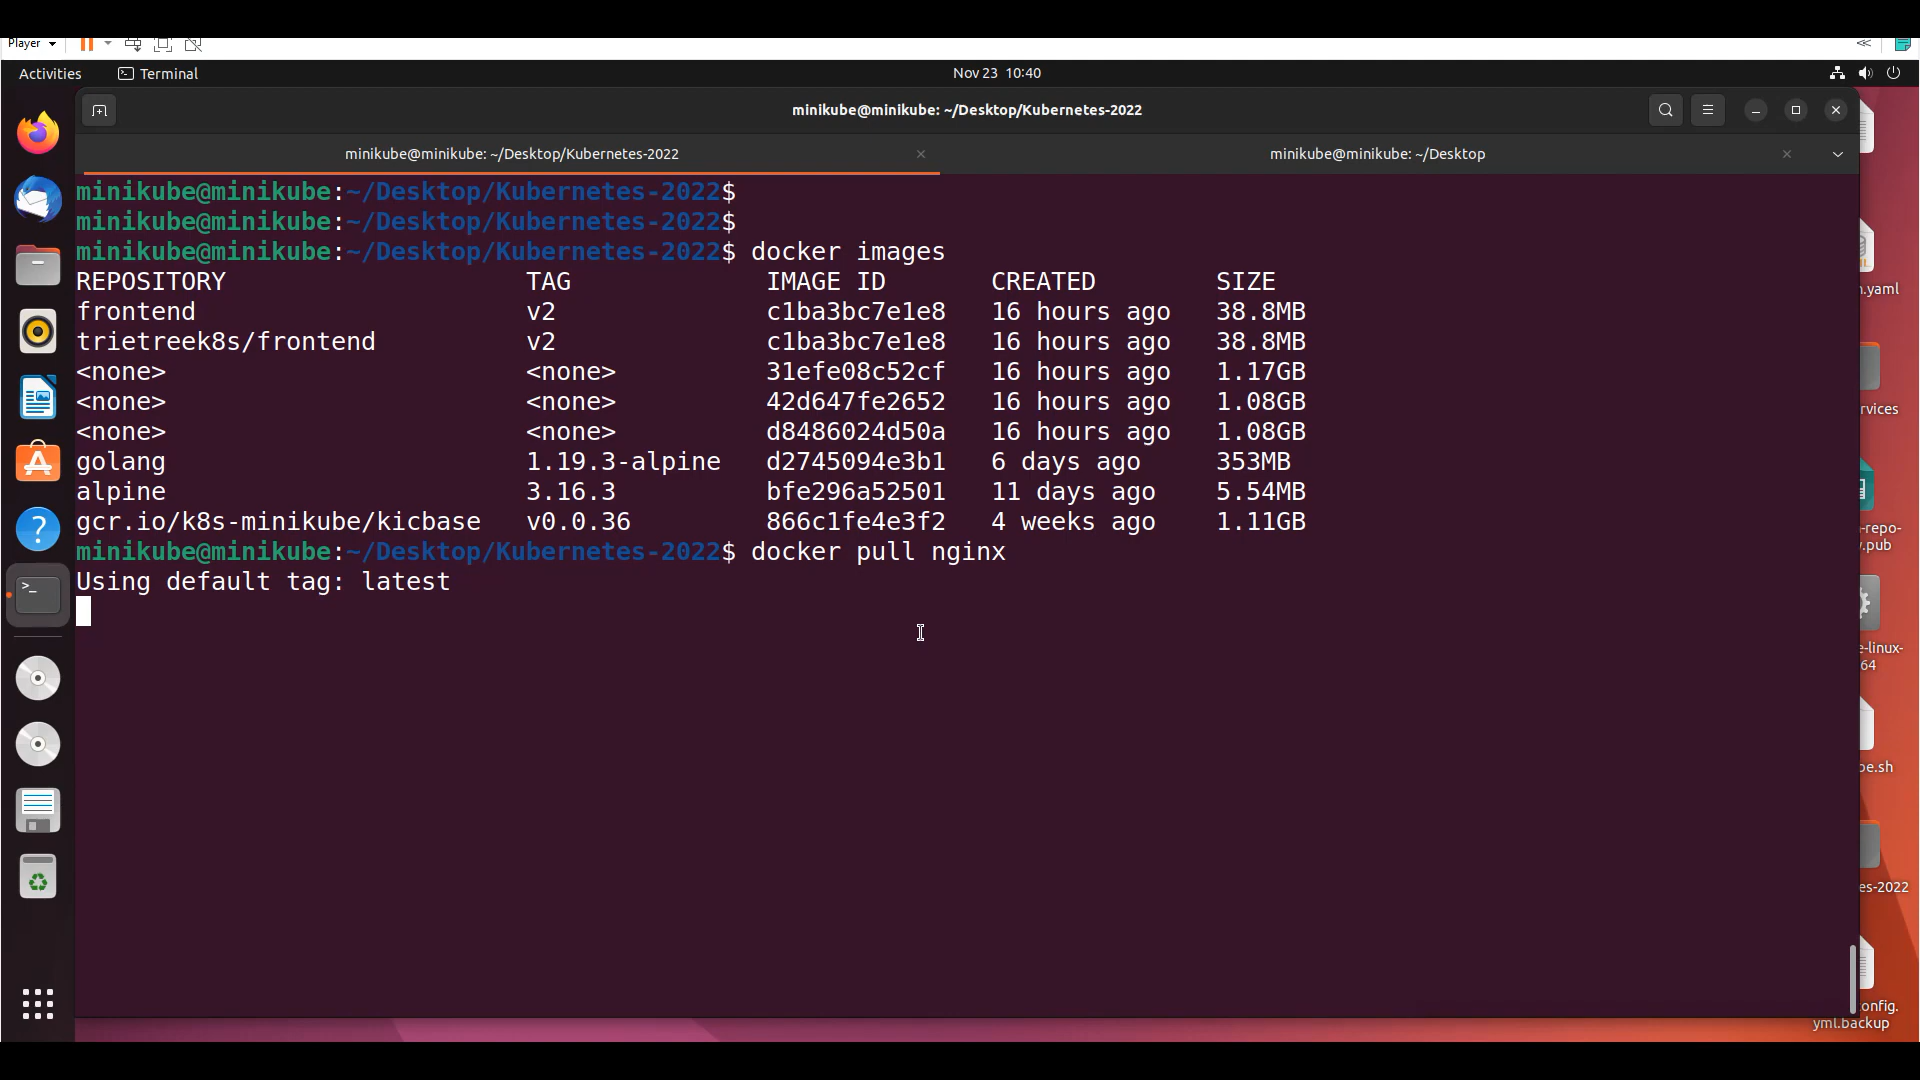 Player
Activities
Terminal
Nov 23 10:40
minikube@minikube: ~/Desktop/Kubernetes-2022
minikube@minikube: ~/Desktop/Kubernetes-2022
minikube@minikube: ~/Desktop
minikube@minikube:~/Desktop/Kubernetes-2022$
minikube@minikube:~/Desktop/Kubernetes-2022$
minikube@minikube:~/Desktop/Kubernetes-2022$ docker images
REPOSITORY TAG IMAGE ID CREATED SIZE
frontend v2 c1ba3bc7e1e8 16 hours ago 38.8MB
trietreek8s/frontend v2 c1ba3bc7e1e8 16 hours ago 38.8MB
<none> <none> 31efe08c52cf 16 hours ago 1.17GB
<none> <none> 42d647fe2652 16 hours ago 1.08GB
<none> <none> d8486024d50a 16 hours ago 1.08GB
golang 1.19.3-alpine d2745094e3b1 6 days ago 353MB
alpine 3.16.3 bfe296a52501 11 days ago 5.54MB
gcr.io/k8s-minikube/kicbase v0.0.36 866c1fe4e3f2 4 weeks ago 1.11GB
minikube@minikube:~/Desktop/Kubernetes-2022$ docker pull nginx
Using default tag: latest
.yaml
rvices
-repo-
.pub
e-linux-
64
be.sh
es-2022
onfig.
yml.backup